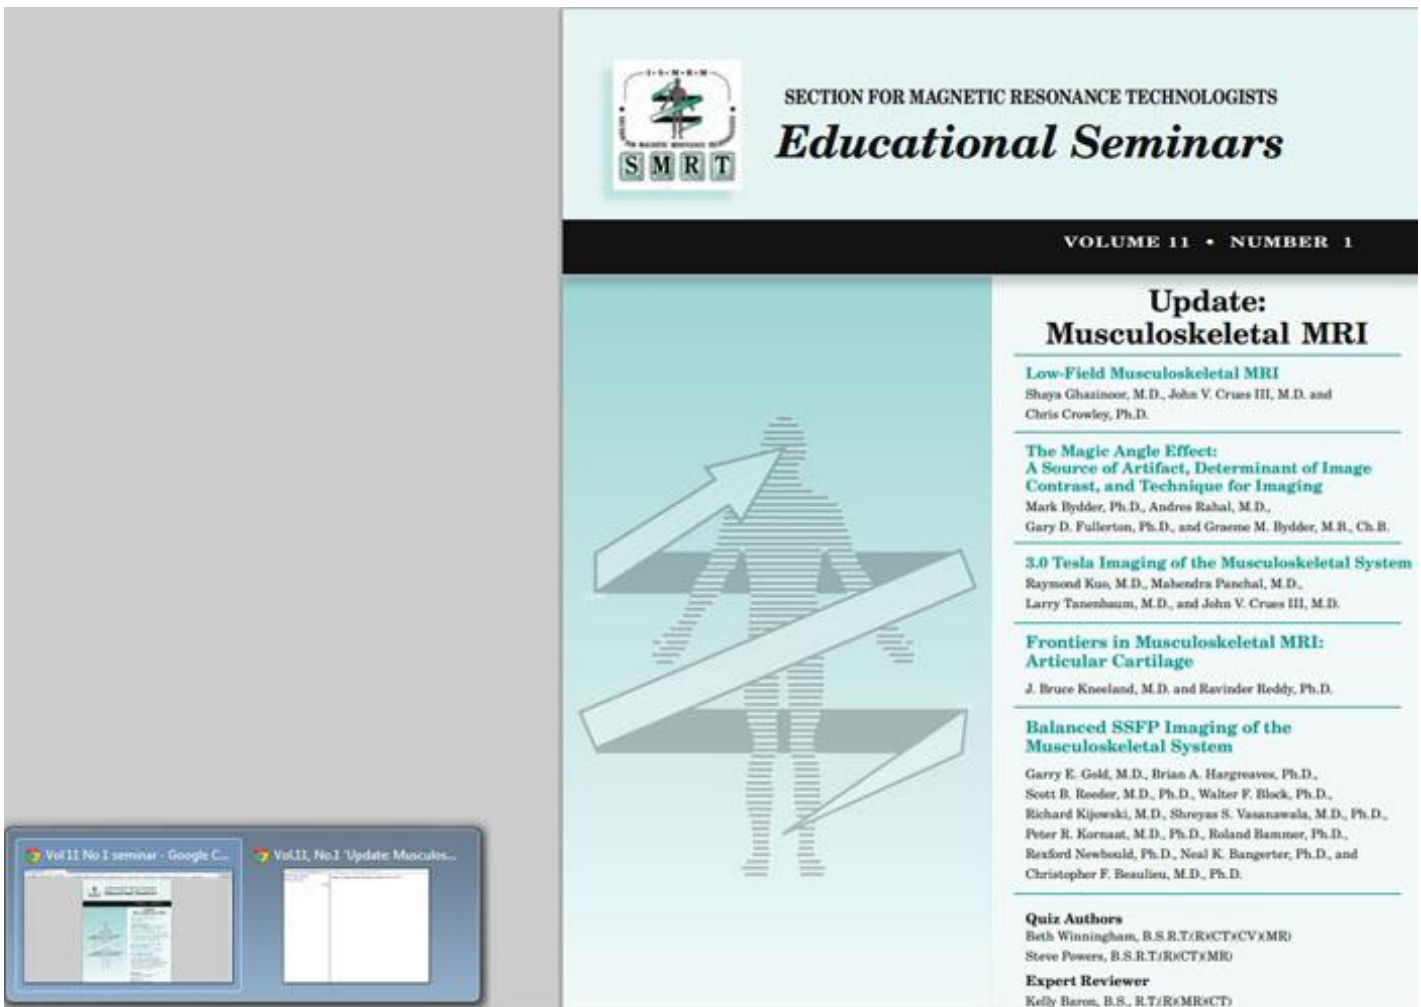 I·S·M·R·M
SMRT
SECTION FOR MAGNETIC RESONANCE TECHNOLOGISTS
Educational Seminars
VOLUME 11 • NUMBER 1
Update:
Musculoskeletal MRI
Low-Field Musculoskeletal MRI
Shaya Ghazinoor, M.D., John V. Crues III, M.D. and
Chris Crowley, Ph.D.
The Magic Angle Effect:
A Source of Artifact, Determinant of Image
Contrast, and Technique for Imaging
Mark Bydder, Ph.D., Andres Rahal, M.D.,
Gary D. Fullerton, Ph.D., and Graeme M. Bydder, M.B., Ch.B.
3.0 Tesla Imaging of the Musculoskeletal System
Raymond Kuo, M.D., Mahendra Panchal, M.D.,
Larry Tanenbaum, M.D., and John V. Crues III, M.D.
Frontiers in Musculoskeletal MRI:
Articular Cartilage
J. Bruce Kneeland, M.D. and Ravinder Reddy, Ph.D.
Balanced SSFP Imaging of the
Musculoskeletal System
Garry E. Gold, M.D., Brian A. Hargreaves, Ph.D.,
Scott B. Reeder, M.D., Ph.D., Walter F. Block, Ph.D.,
Richard Kijowski, M.D., Shreyas S. Vasanawala, M.D., Ph.D.,
Peter R. Kornaat, M.D., Ph.D., Roland Bammer, Ph.D.,
Rexford Newbould, Ph.D., Neal K. Bangerter, Ph.D., and
Christopher F. Beaulieu, M.D., Ph.D.
Quiz Authors
Beth Winningham, B.S.R.T.(R)(CT)(CV)(MR)
Steve Powers, B.S.R.T.(R)(CT)(MR)
Expert Reviewer
Kelly Baron, B.S., R.T.(R)(MR)(CT)
Vol 11 No 1 seminar - Google C...
Vol.11, No.1 'Update: Musculos...